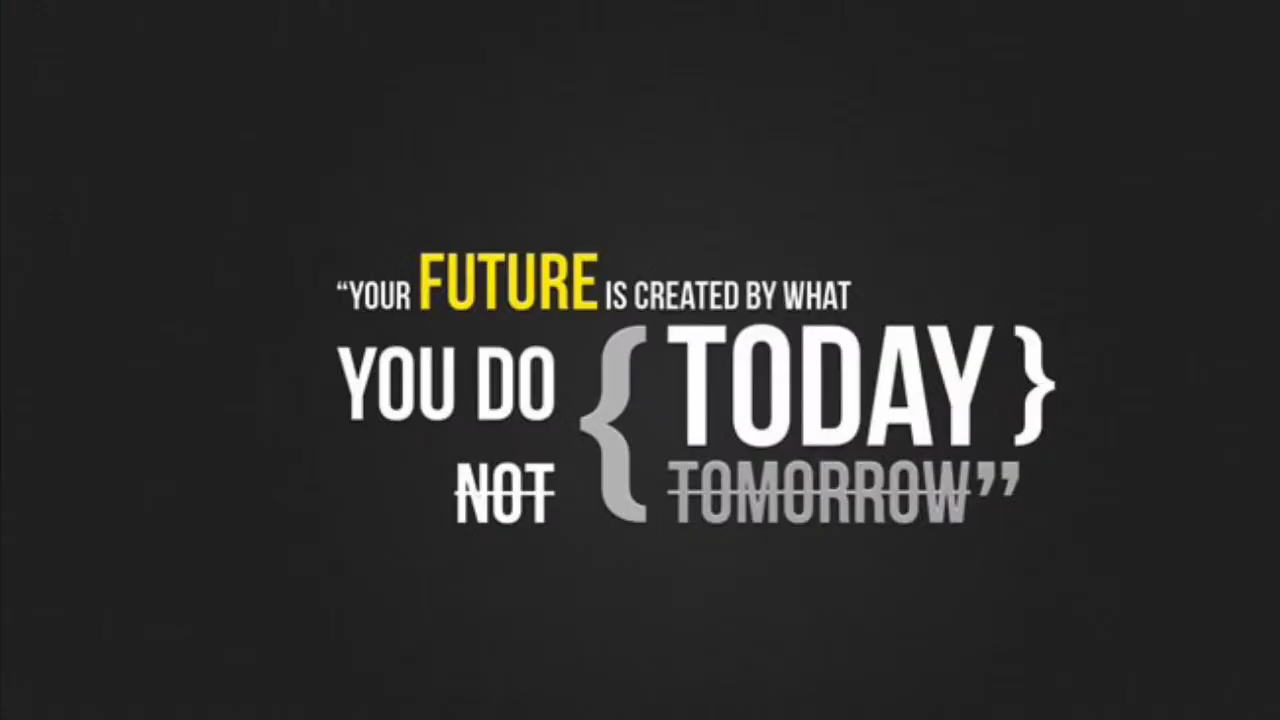 “YOUR FUTURE IS CREATED BY WHAT
YOU DO { TODAY }
NOT TOMORROW”